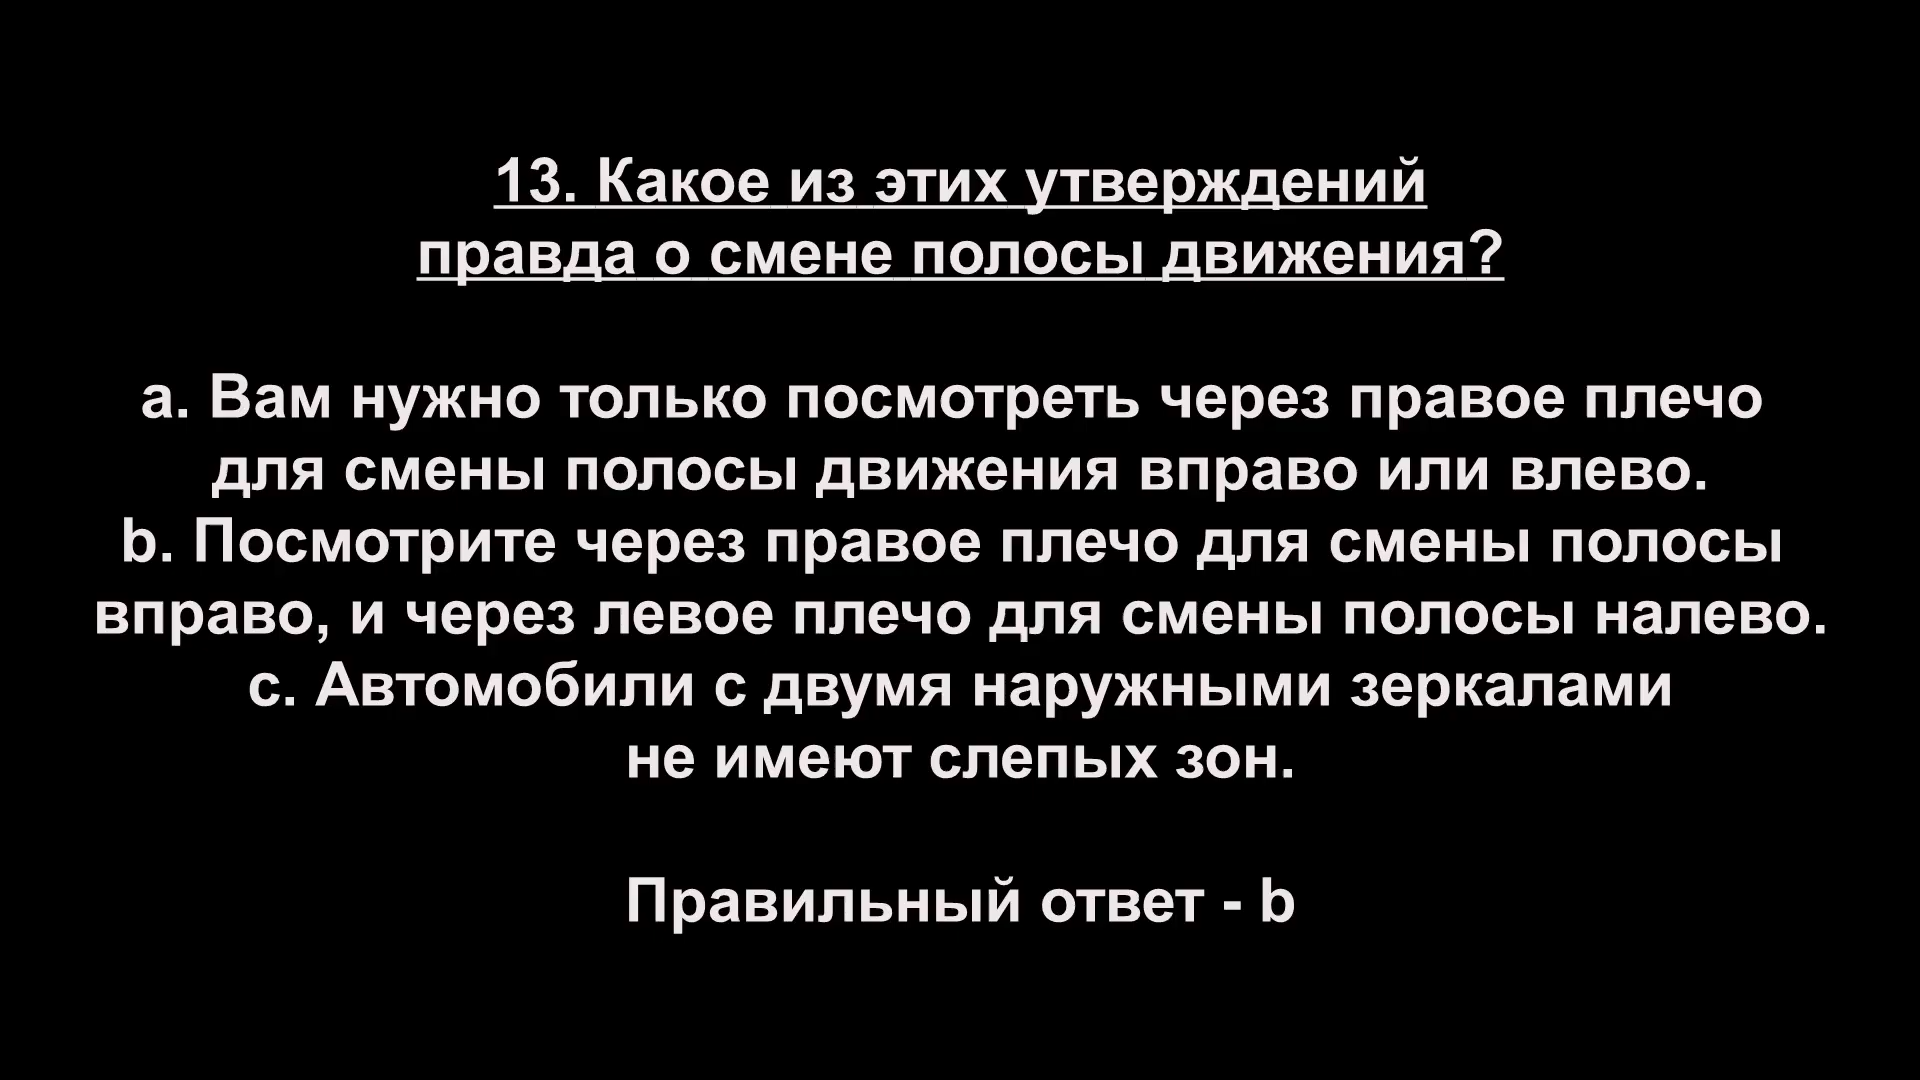 13. Какое из этих утверждений
правда о смене полосы движения?
a. Вам нужно только посмотреть через правое плечо
для смены полосы движения вправо или влево.
b. Посмотрите через правое плечо для смены полосы
вправо, и через левое плечо для смены полосы налево.
c. Автомобили с двумя наружными зеркалами
не имеют слепых зон.
Правильный ответ - b